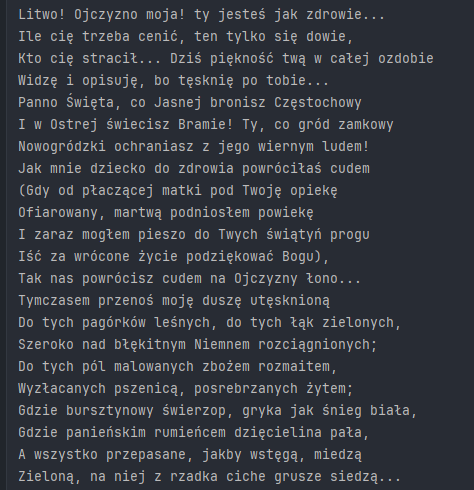 Litwo! Ojczyzno moja! ty jesteś jak zdrowie...
Ile cię trzeba cenić, ten tylko się dowie,
Kto cię stracił... Dziś piękność twą w całej ozdobie
Widzę i opisuję, bo tęsknię po tobie...
Panno Święta, co Jasnej bronisz Częstochowy
I w Ostrej świecisz Bramie! Ty, co gród zamkowy
Nowogródzki ochraniasz z jego wiernym ludem!
Jak mnie dziecko do zdrowia powróciłaś cudem
(Gdy od płaczącej matki pod Twoję opiekę
Ofiarowany, martwą podniosłem powiekę
I zaraz mogłem pieszo do Twych świątyń progu
Iść za wrócone życie podziękować Bogu),
Tak nas powrócisz cudem na Ojczyzny łono...
Tymczasem przenoś moję duszę utęsknioną
Do tych pagórków leśnych, do tych łąk zielonych,
Szeroko nad błękitnym Niemnem rozciągnionych;
Do tych pól malowanych zbożem rozmaitem,
Wyzłacanych pszenicą, posrebrzanych żytem;
Gdzie bursztynowy świerzop, gryka jak śnieg biała,
Gdzie panieńskim rumieńcem dzięcielina pała,
A wszystko przepasane, jakby wstęgą, miedzą
Zieloną, na niej z rzadka ciche grusze siedzą...